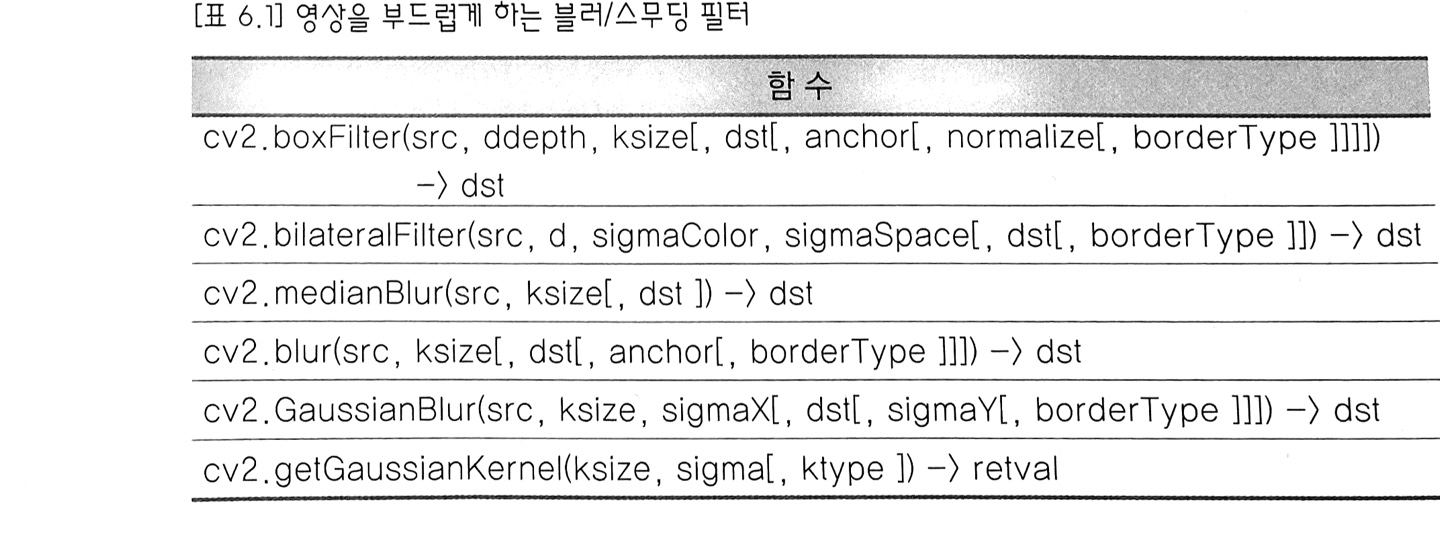 [표 6.1] 영상을 부드럽게 하는 블러/스무딩 필터
함 수
cv2.boxFilter(src, ddepth, ksize[, dst[, anchor[, normalize[, borderType ]]]])
-> dst
cv2.bilateralFilter(src, d, sigmaColor, sigmaSpace[, dst[, borderType ]]) -> dst
cv2.medianBlur(src, ksize[, dst ]) -> dst
cv2.blur(src, ksize[, dst[, anchor[, borderType ]]]) -> dst
cv2.GaussianBlur(src, ksize, sigmaX[, dst[, sigmaY[, borderType ]]]) -> dst
cv2.getGaussianKernel(ksize, sigma[, ktype ]) -> retval